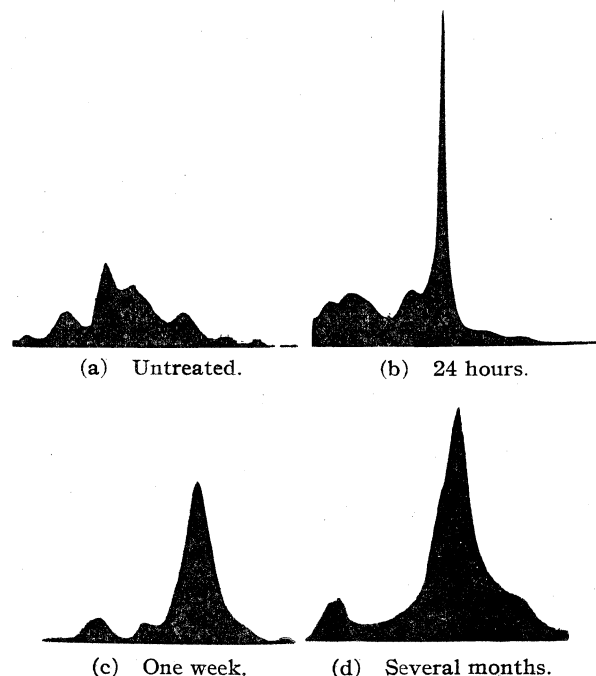 (a) Untreated.
(b) 24 hours.
(c) One week.
(d) Several months.